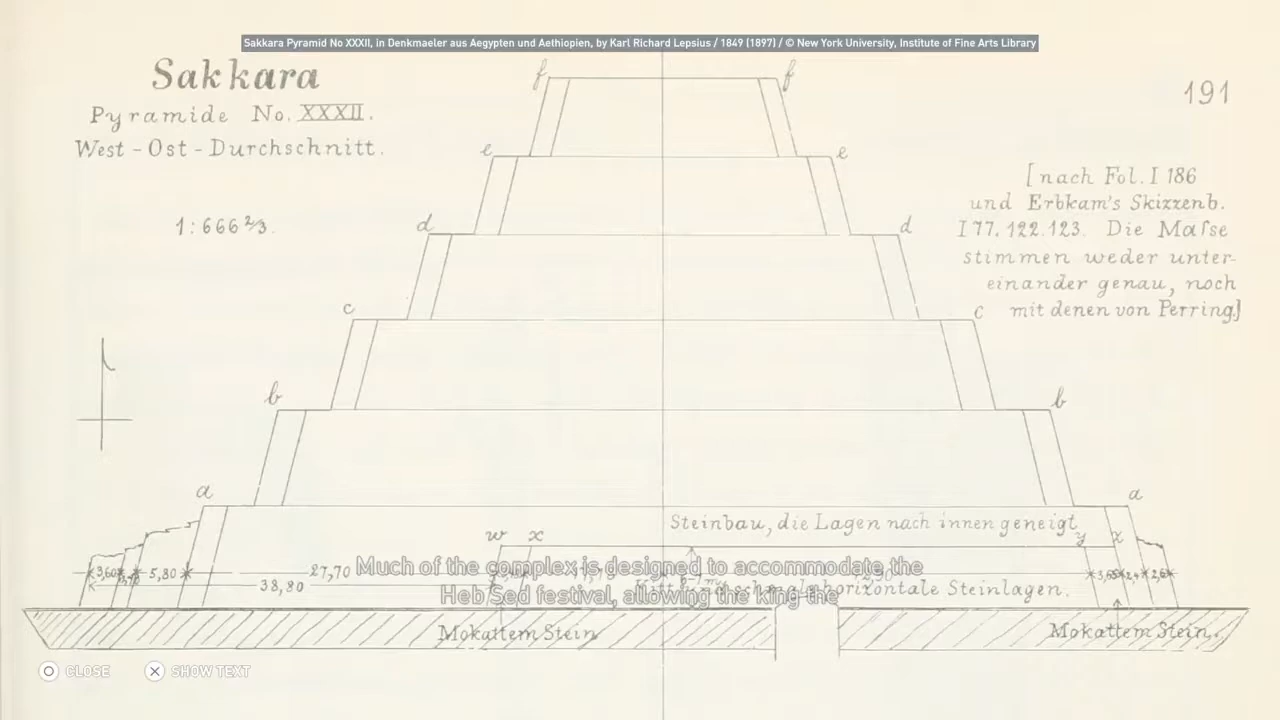 Sakkara Pyramid No XXXII, in Denkmaeler aus Aegypten und Aethiopien, by Karl Richard Lepsius / 1849 (1897) / © New York University, Institute of Fine Arts Library
Sakkara
Pyramide No. XXXII.
West-Ost-Durchschnitt.
1:666 2/3.
191
[nach Fol. I 186
und Erbkam's Skizzenb.
I 77. 122. 123. Die Maſse
stimmen weder unter-
einander genau, noch
mit denen von Perring.]
f f
e e
d d
c c
b b
a a
Steinbau, die Lagen nach innen geneigt
w x y z
3,60 5,80 27,70
38,80
horizontale Steinlagen.
Much of the complex is designed to accommodate the
Heb Sed festival, allowing the king the
Mokattem Stein
Mokattem Stein.
CLOSE
SHOW TEXT